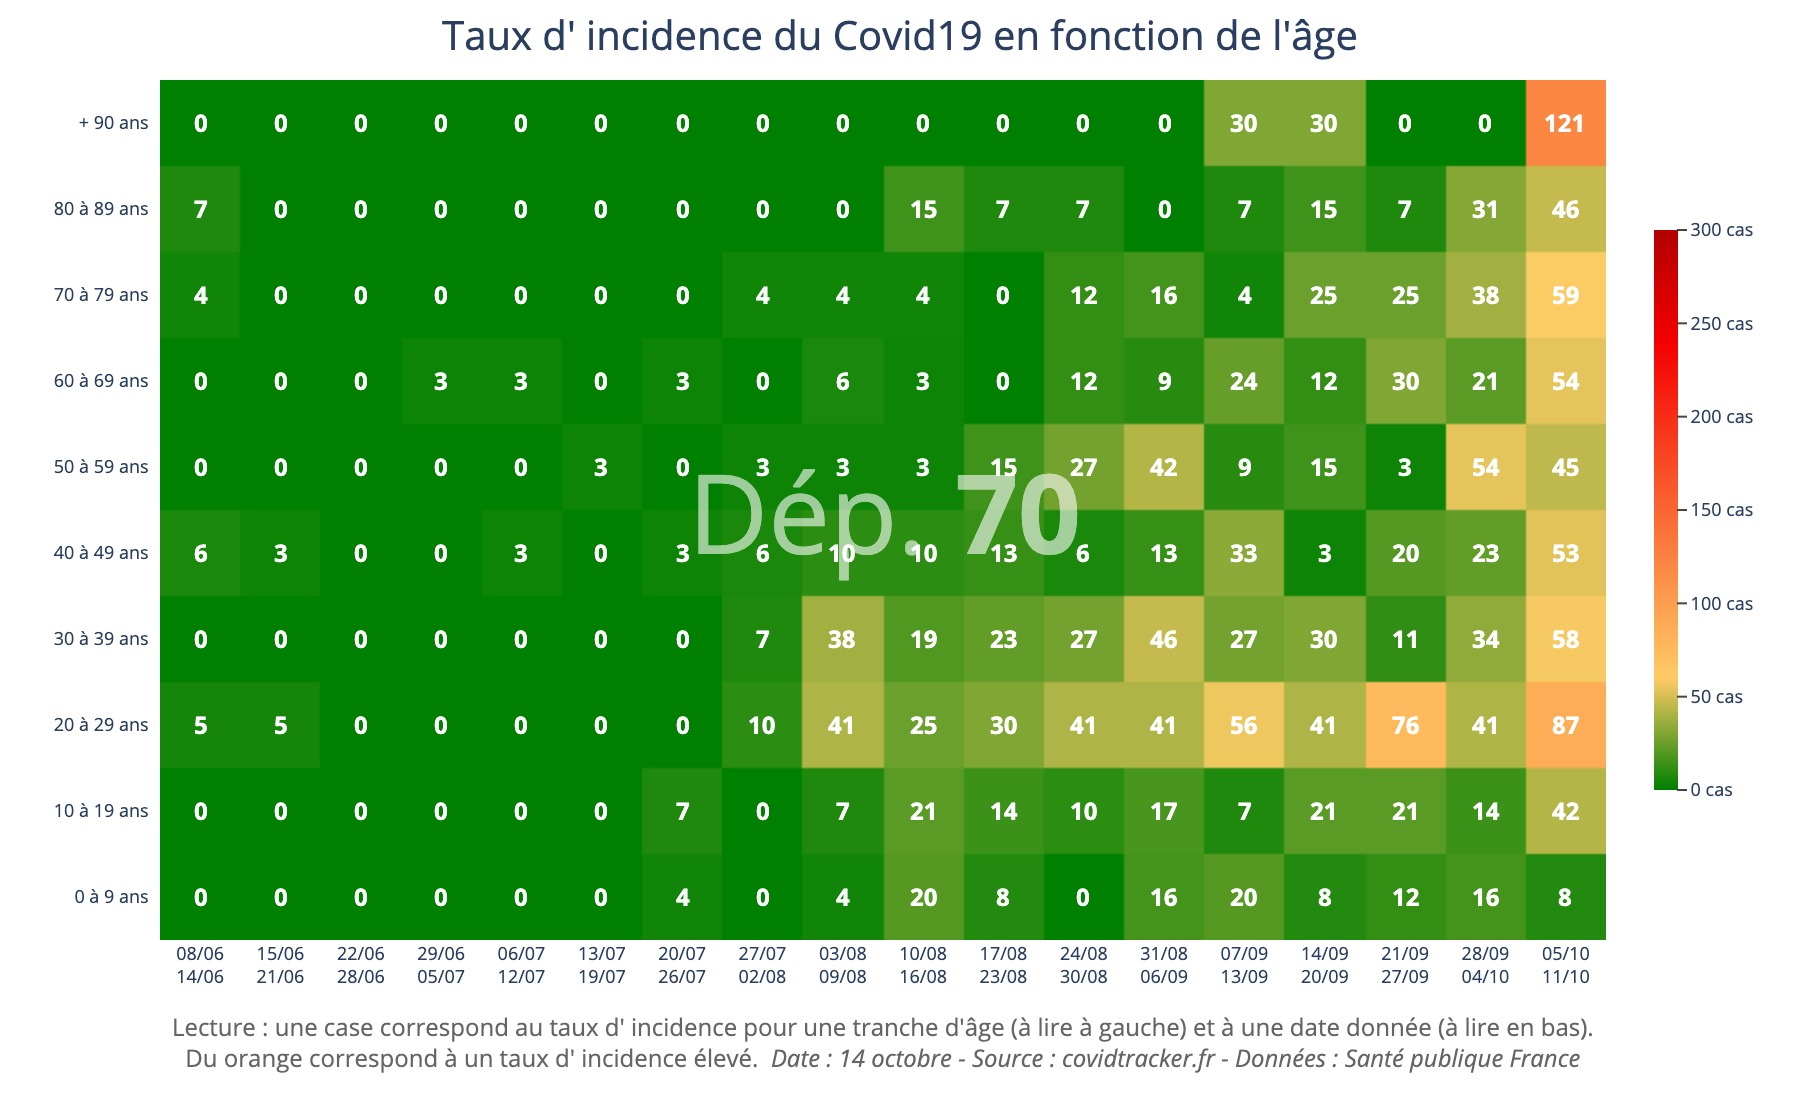 Taux d' incidence du Covid19 en fonction de l'âge
+ 90 ans 0 0 0 0 0 0 0 0 0 0 0 0 0 30 30 0 0 121
80 à 89 ans 7 0 0 0 0 0 0 0 0 15 7 7 0 7 15 7 31 46
70 à 79 ans 4 0 0 0 0 0 0 4 4 4 0 12 16 4 25 25 38 59
60 à 69 ans 0 0 0 3 3 0 3 0 6 3 0 12 9 24 12 30 21 54
50 à 59 ans 0 0 0 0 0 3 0 3 3 3 15 27 42 9 15 3 54 45
Dép. 70
40 à 49 ans 6 3 0 0 3 0 3 6 10 10 13 6 13 33 3 20 23 53
30 à 39 ans 0 0 0 0 0 0 0 7 38 19 23 27 46 27 30 11 34 58
20 à 29 ans 5 5 0 0 0 0 0 10 41 25 30 41 41 56 41 76 41 87
10 à 19 ans 0 0 0 0 0 0 7 0 7 21 14 10 17 7 21 21 14 42
0 à 9 ans 0 0 0 0 0 0 4 0 4 20 8 0 16 20 8 12 16 8
08/06 15/06 22/06 29/06 06/07 13/07 20/07 27/07 03/08 10/08 17/08 24/08 31/08 07/09 14/09 21/09 28/09 05/10
14/06 21/06 28/06 05/07 12/07 19/07 26/07 02/08 09/08 16/08 23/08 30/08 06/09 13/09 20/09 27/09 04/10 11/10
300 cas
250 cas
200 cas
150 cas
100 cas
50 cas
0 cas
Lecture : une case correspond au taux d' incidence pour une tranche d'âge (à lire à gauche) et à une date donnée (à lire en bas).
Du orange correspond à un taux d' incidence élevé. Date : 14 octobre - Source : covidtracker.fr - Données : Santé publique France